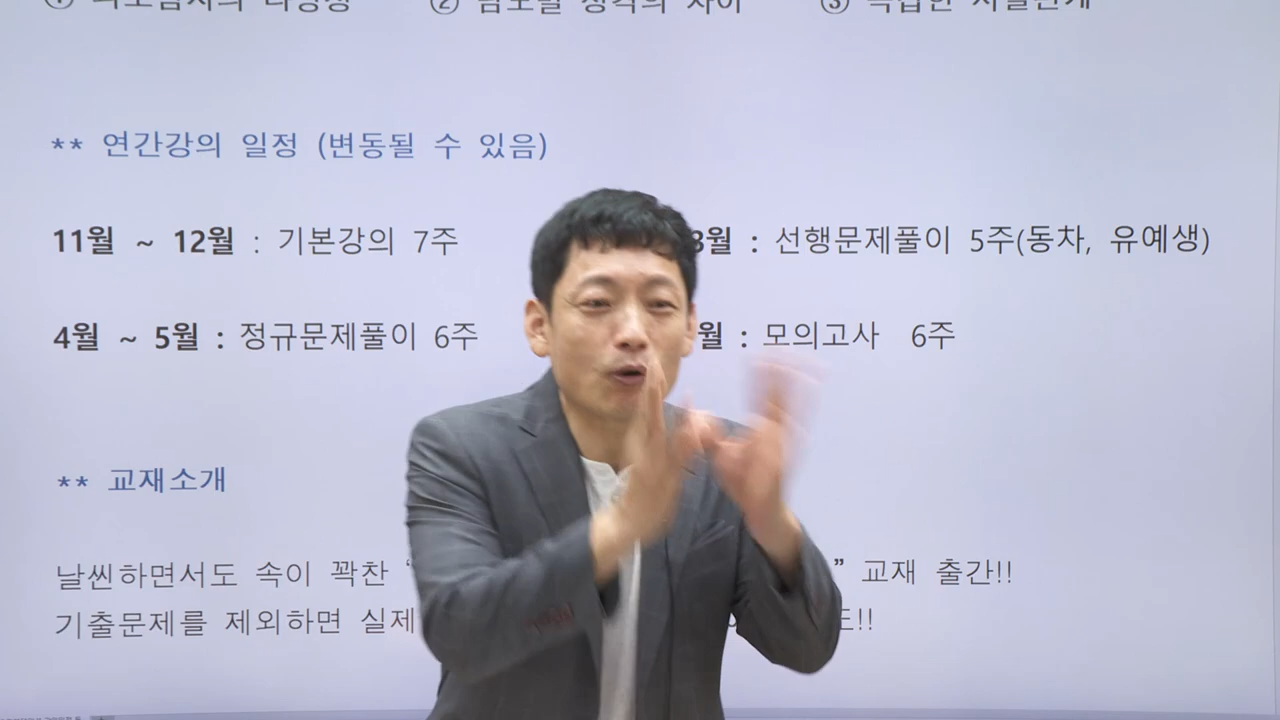 ** 연간강의 일정 (변동될 수 있음)
11월 ~ 12월 : 기본강의 7주 3월 : 선행문제풀이 5주(동차, 유예생)
4월 ~ 5월 : 정규문제풀이 6주 월 : 모의고사 6주
** 교재소개
날씬하면서도 속이 꽉찬 “ ” 교재 출간!!
기출문제를 제외하면 실제 도!!